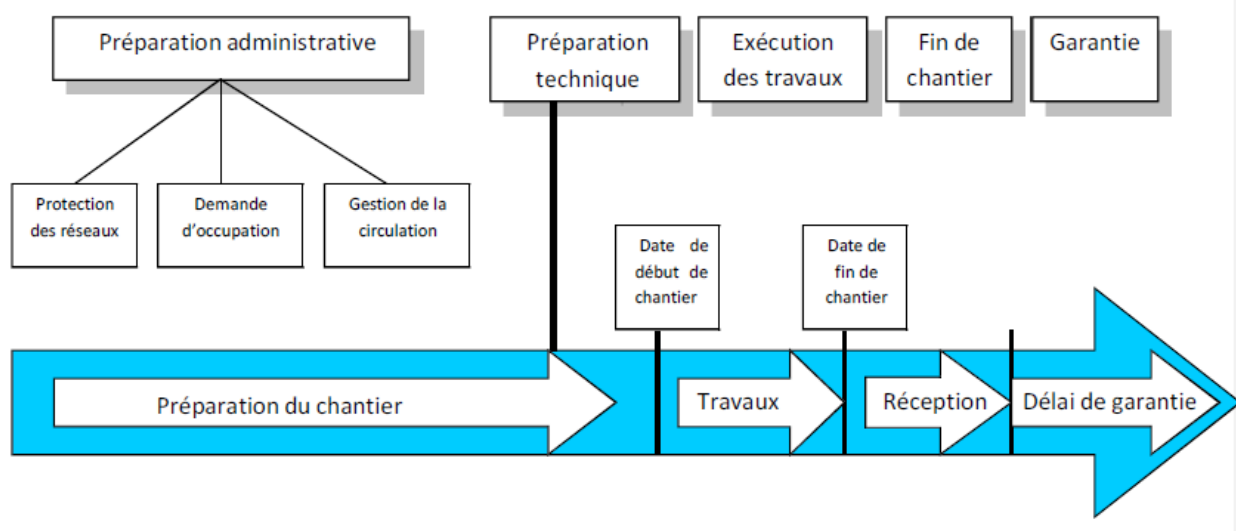 Préparation administrative
Préparation
technique
Exécution
des travaux
Fin de
chantier
Garantie
Protection
des réseaux
Demande
d'occupation
Gestion de la
circulation
Date de
début de
chantier
Date de
fin de
chantier
Préparation du chantier
Travaux
Réception
Délai de garantie